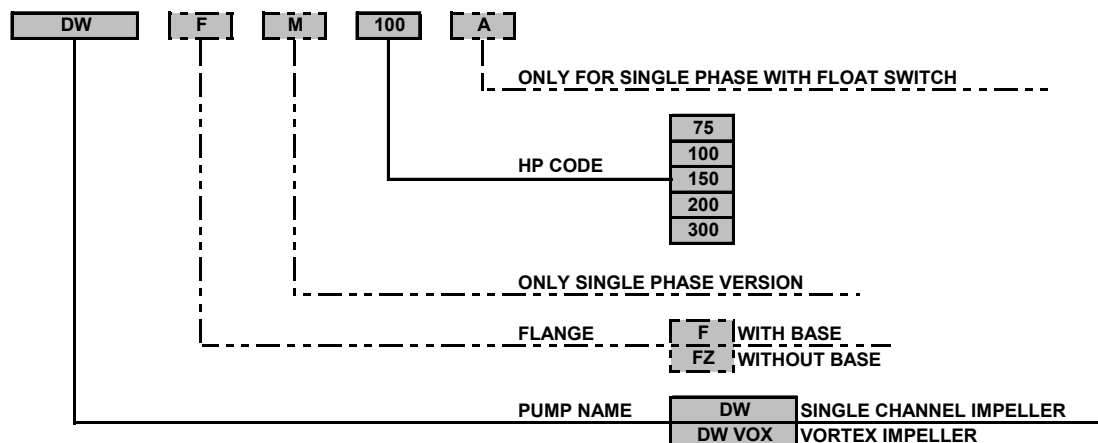 DW F M 100 A
ONLY FOR SINGLE PHASE WITH FLOAT SWITCH
75
100
HP CODE 150
200
300
ONLY SINGLE PHASE VERSION
FLANGE F WITH BASE
FZ WITHOUT BASE
PUMP NAME DW SINGLE CHANNEL IMPELLER
DW VOX VORTEX IMPELLER